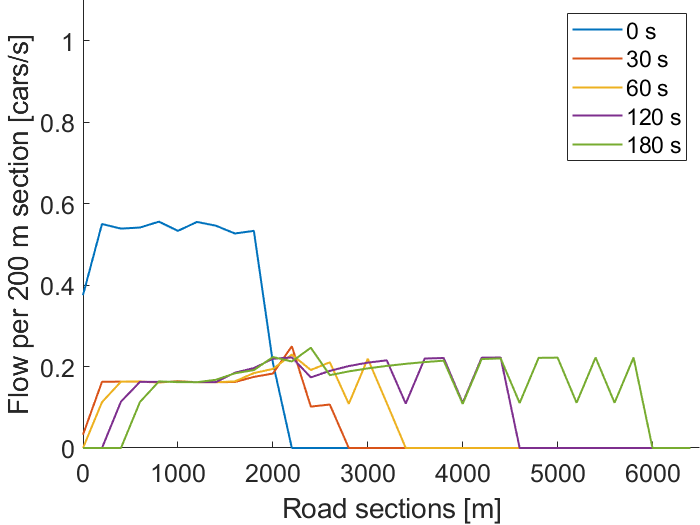 Flow per 200 m section [cars/s]
1
0.8
0.6
0.4
0.2
0
0 s
30 s
60 s
120 s
180 s
0 1000 2000 3000 4000 5000 6000
Road sections [m]